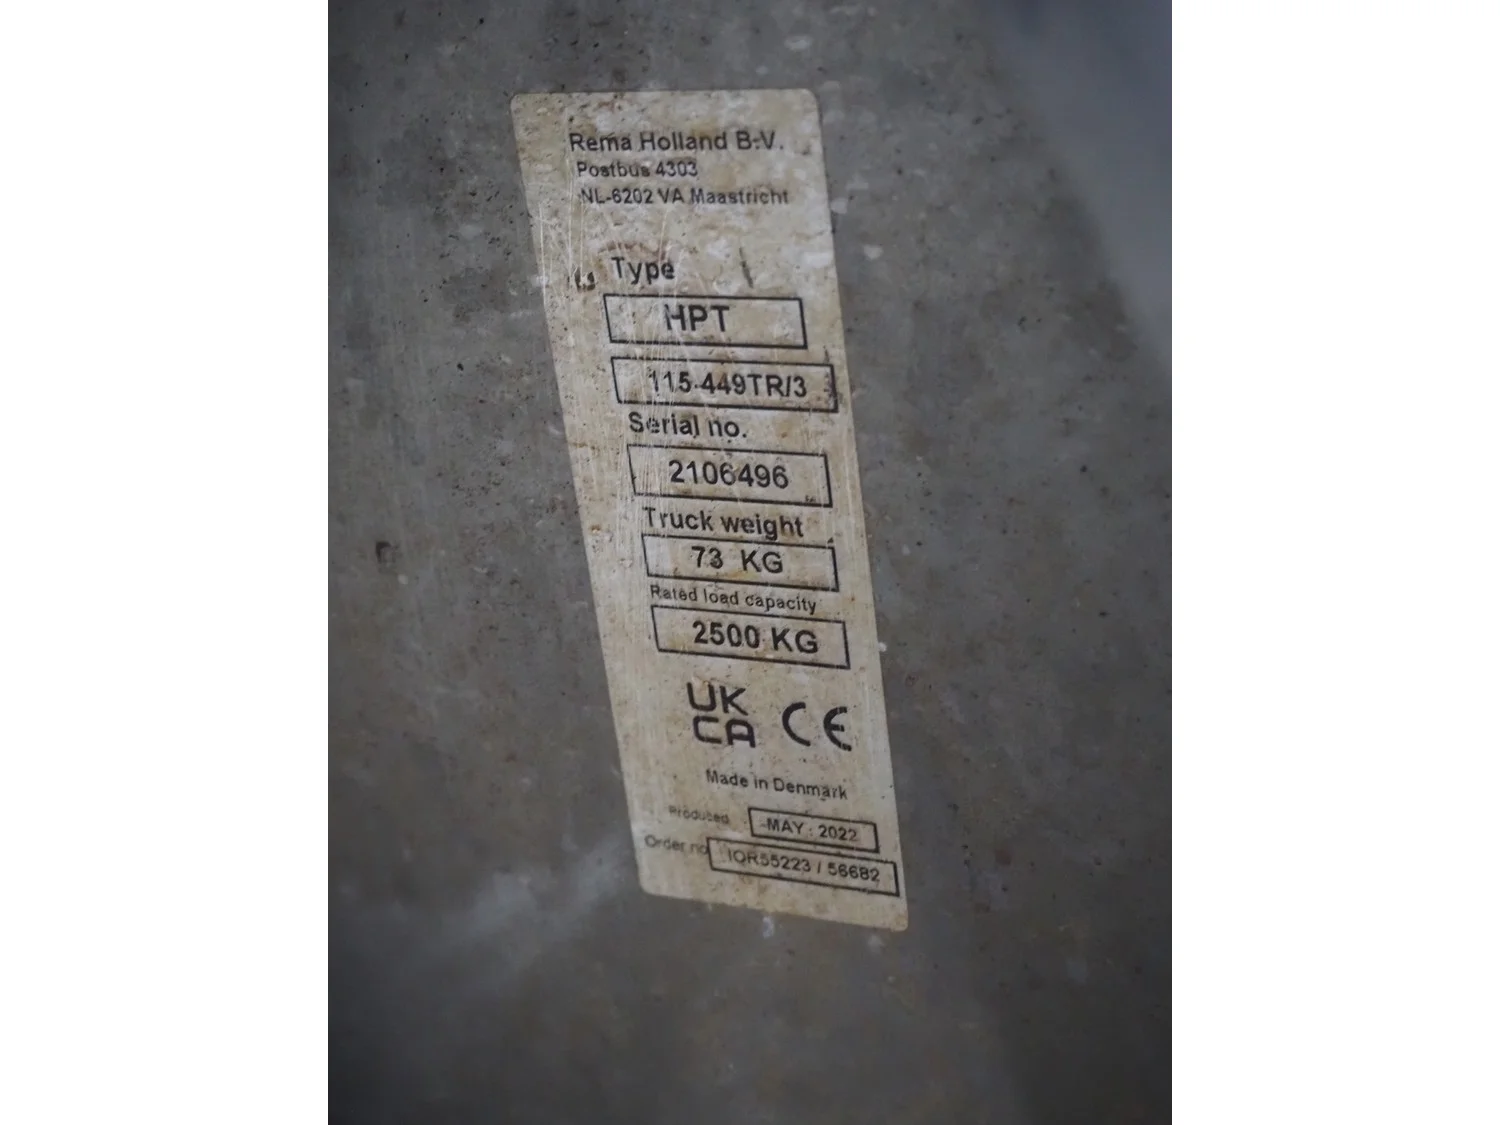 Rema Holland B.V.
Postbus 4303
NL-6202 VA Maastricht
Type
HPT
115-449TR/3
Serial no.
2106496
Truck weight
73 KG
Rated load capacity
2500 KG
UK
CA CE
Made in Denmark
Produced MAY - 2022
Order no IQR55223 / 56682